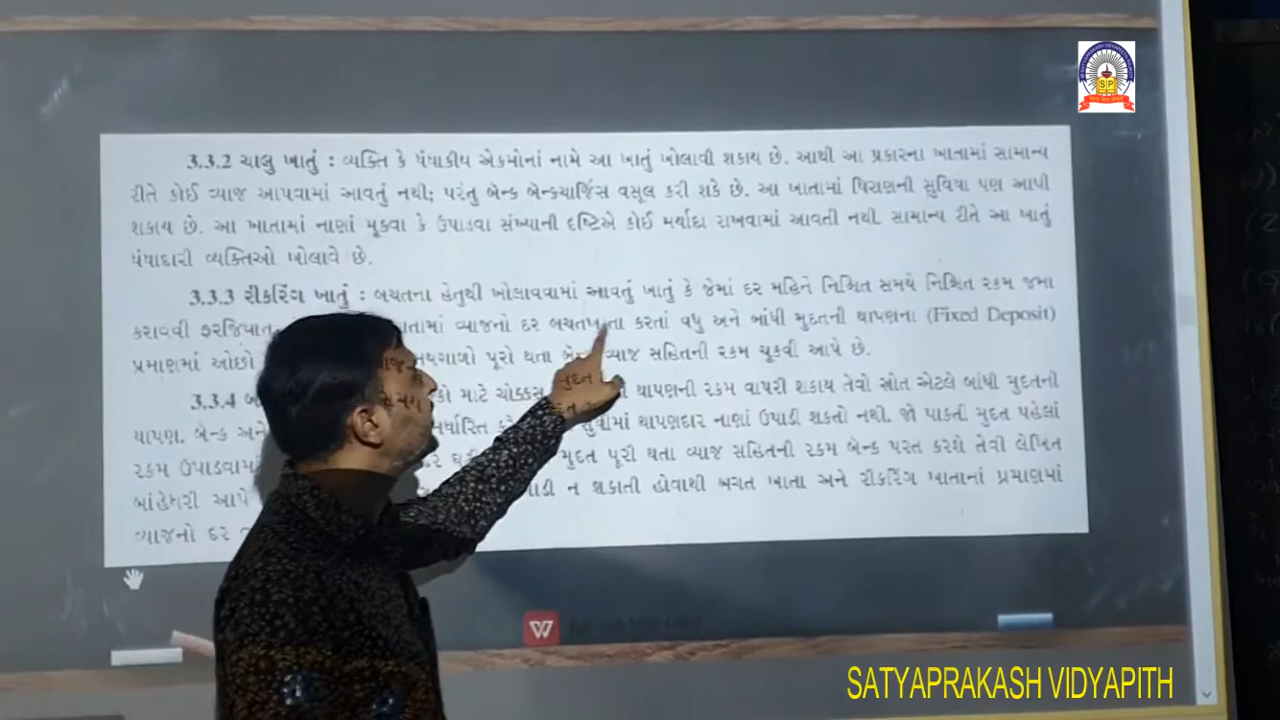 3.3.2 ચાલુ ખાતું : વ્યક્તિ કે ધંધાકીય એકમોનાં નામે આ ખાતું ખોલાવી શકાય છે. આથી આ પ્રકારના ખાતામાં સામાન્ય
રીતે કોઈ વ્યાજ આપવામાં આવતું નથી; પરંતુ બેન્ક બેન્કચાર્જિસ વસૂલ કરી શકે છે. આ ખાતામાં ધિરાણની સુવિધા પણ આપી
શકાય છે. આ ખાતામાં નાણાં મૂકવા કે ઉપાડવા સંખ્યાની દૃષ્ટિએ કોઈ મર્યાદા રાખવામાં આવતી નથી. સામાન્ય રીતે આ ખાતું
ધંધાદારી વ્યક્તિઓ ખોલાવે છે.
3.3.3 રીકરિંગ ખાતું : બચતના હેતુથી ખોલાવવામાં આવતું ખાતું કે જેમાં દર મહિને નિશ્ચિત સમયે નિશ્ચિત રકમ જમા
કરાવવી ફરજિયાત વ્યાજનો દર બચતખાતા કરતાં વધુ અને બાંધી મુદતની થાપણના (Fixed Deposit)
પ્રમાણમાં ઓછો પૂરો થતા બેન્ક વ્યાજ સહિતની રકમ ચૂકવી આપે છે.
3.3.4 માટે ચોક્કસ મુદત થાપણની રકમ વાપરી શકાય તેવો સ્રોત એટલે બાંધી મુદતની
થાપણ. બેન્ક અને થાપણદાર નાણાં ઉપાડી શકતો નથી. જો પાકતી મુદત પહેલાં
રકમ મુદત પૂરી થતા વ્યાજ સહિતની રકમ બેન્ક પરત કરશે તેવી લેખિત
બાંહેધરી આપે ન શકાતી હોવાથી બચત ખાતા અને રીકરિંગ ખાતાનાં પ્રમાણમાં
વ્યાજનો દર
SATYAPRAKASH VIDYAPITH